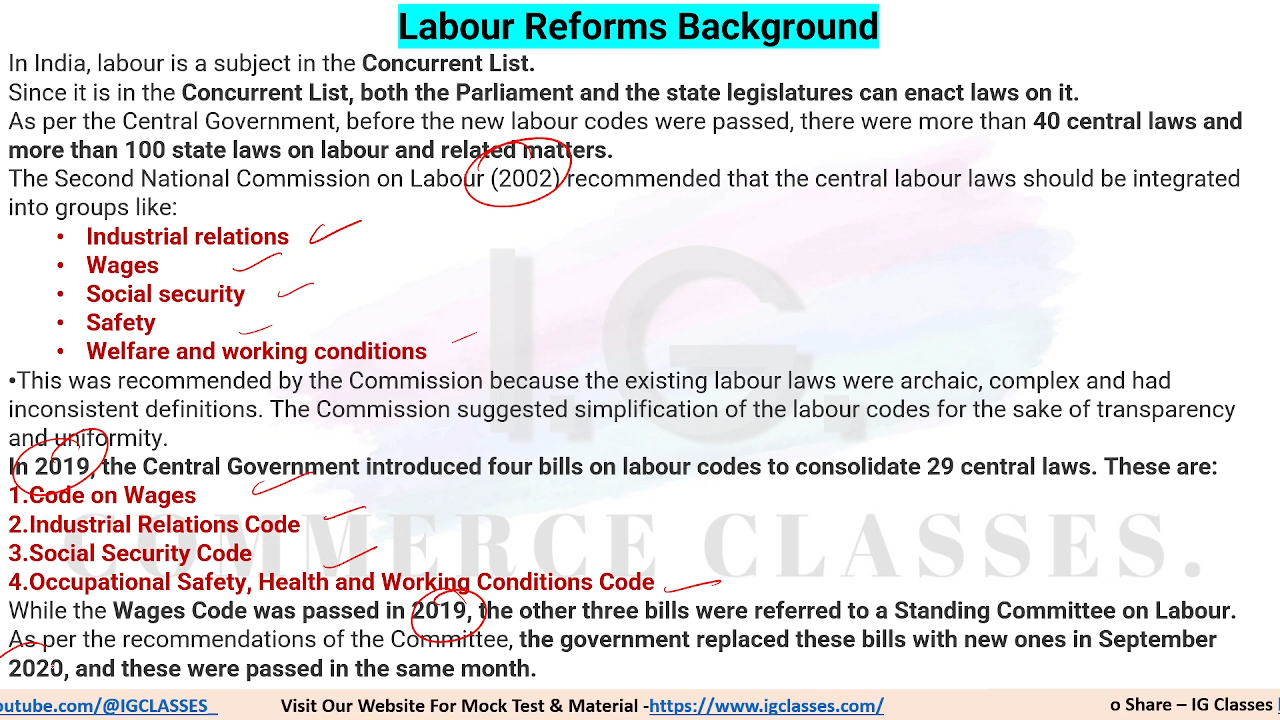 Labour Reforms Background
In India, labour is a subject in the Concurrent List.
Since it is in the Concurrent List, both the Parliament and the state legislatures can enact laws on it.
As per the Central Government, before the new labour codes were passed, there were more than 40 central laws and
more than 100 state laws on labour and related matters.
The Second National Commission on Labour (2002) recommended that the central labour laws should be integrated
into groups like:
• Industrial relations
• Wages
• Social security
• Safety
• Welfare and working conditions
•This was recommended by the Commission because the existing labour laws were archaic, complex and had
inconsistent definitions. The Commission suggested simplification of the labour codes for the sake of transparency
and uniformity.
In 2019, the Central Government introduced four bills on labour codes to consolidate 29 central laws. These are:
1.Code on Wages
2.Industrial Relations Code
3.Social Security Code
4.Occupational Safety, Health and Working Conditions Code
While the Wages Code was passed in 2019, the other three bills were referred to a Standing Committee on Labour.
As per the recommendations of the Committee, the government replaced these bills with new ones in September
2020, and these were passed in the same month.
I.G.
COMMERCE CLASSES.
outube.com/@IGCLASSES_ Visit Our Website For Mock Test & Material -https://www.igclasses.com/ o Share – IG Classes